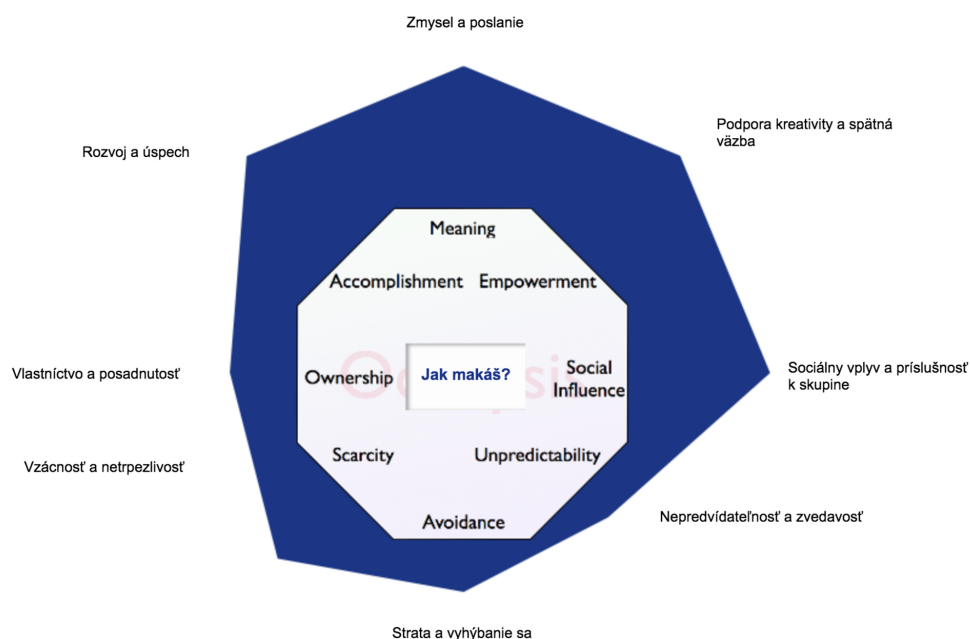 Zmysel a poslanie
Podpora kreativity a spätná
väzba
Rozvoj a úspech
Meaning
Accomplishment
Empowerment
Vlastníctvo a posadnutosť
Ownership
Jak makáš?
Social
Influence
Sociálny vplyv a príslušnosť
k skupine
Vzácnosť a netrpezlivosť
Scarcity
Unpredictability
Nepredvídateľnosť a zvedavosť
Avoidance
Strata a vyhýbanie sa